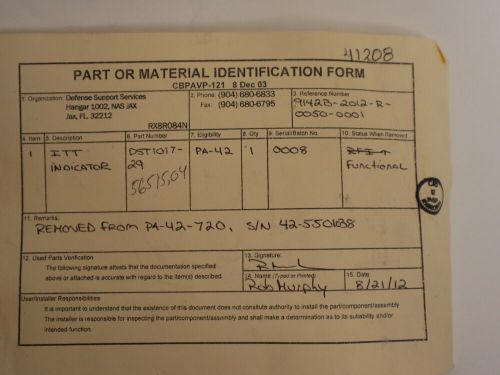 41208
PART OR MATERIAL IDENTIFICATION FORM
CBPAVP-121 8 Dec 03
1. Organization: Defense Support Services
Hangar 1002, NAS JAX
Jax, FL. 32212
RX8R084N
2. Phone: (904) 680-6833
Fax: (904) 680-6795
3. Reference Number
9142B-2012-R-
0050-0001
4. Item
5. Description
6. Part Number
7. Eligibility
8. Qty
9. Serial/Batch No.
10. Status When Removed
1
ITT
INDICATOR
DST1017-
29
56515,04
PA-42
1
0008
RFI-T
Functional
11. Remarks:
REMOVED FROM PA-42-720, S/N 42-5501038
12. Used Parts Verification
The following signature attests that the documentation specified
above or attached is accurate with regard to the item(s) described.
13. Signature:
14. Name (Typed or Printed)
Rob Murphy
15. Date
8/21/12
User/Installer Responsibilities
It is important to understand that the existence of this document does not constitute authority to install the part/component/assembly
The installer is responsible for inspecting the part/component/assembly and shall make a determination as to its suitability and/or
intended function.